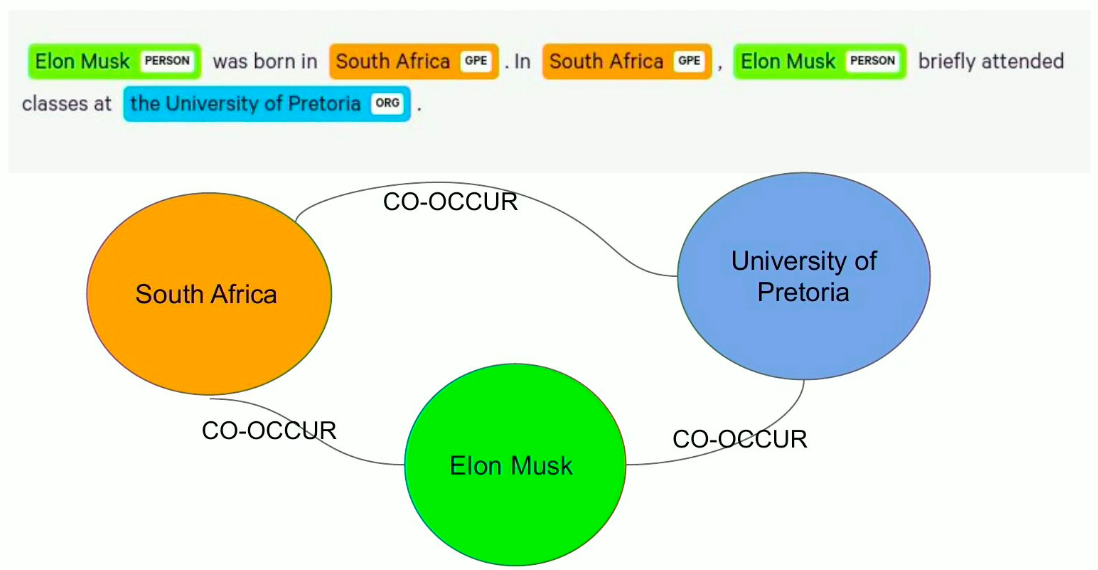 Elon Musk PERSON was born in South Africa GPE . In South Africa GPE , Elon Musk PERSON briefly attended
classes at the University of Pretoria ORG .
CO-OCCUR
University of
Pretoria
South Africa
CO-OCCUR
CO-OCCUR
Elon Musk